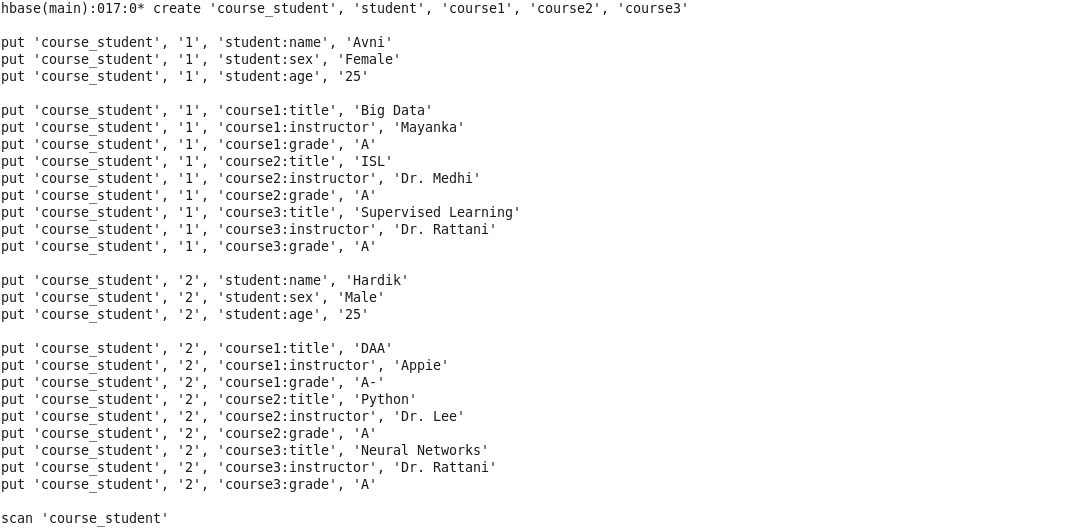 hbase(main):017:0* create 'course_student', 'student', 'course1', 'course2', 'course3'
put 'course_student', '1', 'student:name', 'Avni'
put 'course_student', '1', 'student:sex', 'Female'
put 'course_student', '1', 'student:age', '25'
put 'course_student', '1', 'course1:title', 'Big Data'
put 'course_student', '1', 'course1:instructor', 'Mayanka'
put 'course_student', '1', 'course1:grade', 'A'
put 'course_student', '1', 'course2:title', 'ISL'
put 'course_student', '1', 'course2:instructor', 'Dr. Medhi'
put 'course_student', '1', 'course2:grade', 'A'
put 'course_student', '1', 'course3:title', 'Supervised Learning'
put 'course_student', '1', 'course3:instructor', 'Dr. Rattani'
put 'course_student', '1', 'course3:grade', 'A'
put 'course_student', '2', 'student:name', 'Hardik'
put 'course_student', '2', 'student:sex', 'Male'
put 'course_student', '2', 'student:age', '25'
put 'course_student', '2', 'course1:title', 'DAA'
put 'course_student', '2', 'course1:instructor', 'Appie'
put 'course_student', '2', 'course1:grade', 'A-'
put 'course_student', '2', 'course2:title', 'Python'
put 'course_student', '2', 'course2:instructor', 'Dr. Lee'
put 'course_student', '2', 'course2:grade', 'A'
put 'course_student', '2', 'course3:title', 'Neural Networks'
put 'course_student', '2', 'course3:instructor', 'Dr. Rattani'
put 'course_student', '2', 'course3:grade', 'A'
scan 'course_student'